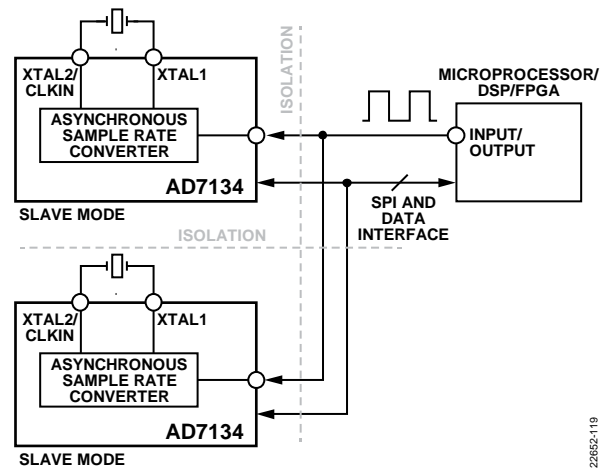 XTAL2/
CLKIN
XTAL1
ASYNCHRONOUS
SAMPLE RATE
CONVERTER
AD7134
SLAVE MODE
ISOLATION
MICROPROCESSOR/
DSP/FPGA
INPUT/
OUTPUT
SPI AND
DATA
INTERFACE
ISOLATION
XTAL2/
CLKIN
XTAL1
ASYNCHRONOUS
SAMPLE RATE
CONVERTER
AD7134
SLAVE MODE
22652-119